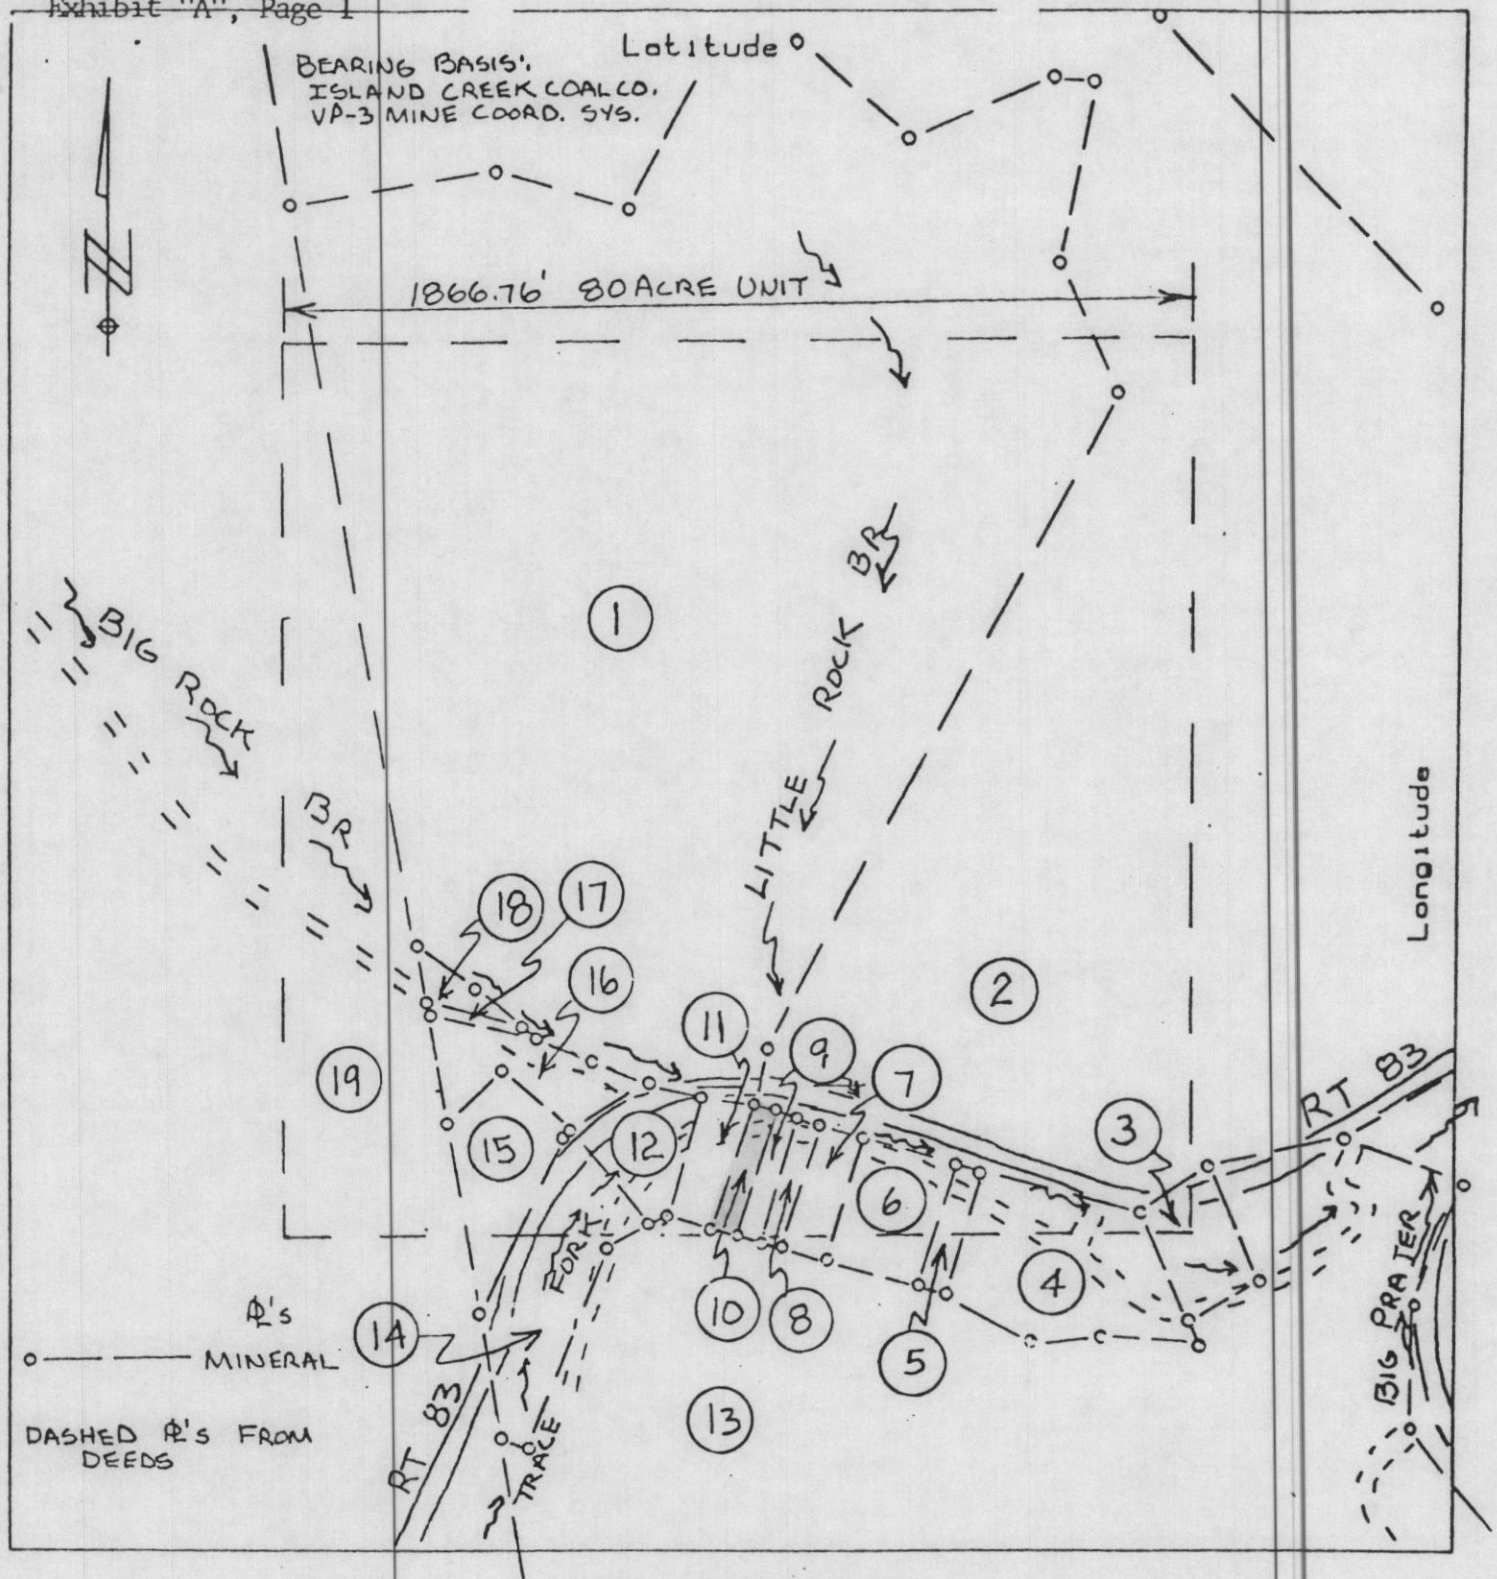 Exhibit "A", Page 1
Latitude
BEARING BASIS:
ISLAND CREEK COAL CO.
VP-3 MINE COORD. SYS.
N
1866.76' 80 ACRE UNIT
LITTLE ROCK BR
1
BIG ROCK BR
Longitude
18
17
16
2
11
9
7
19
3
RT 83
15
12
6
FORK
4
10
8
14
5
BIG PRATER
℄'s
MINERAL
13
RT 83
TRACE
DASHED ℄'s FROM
DEEDS